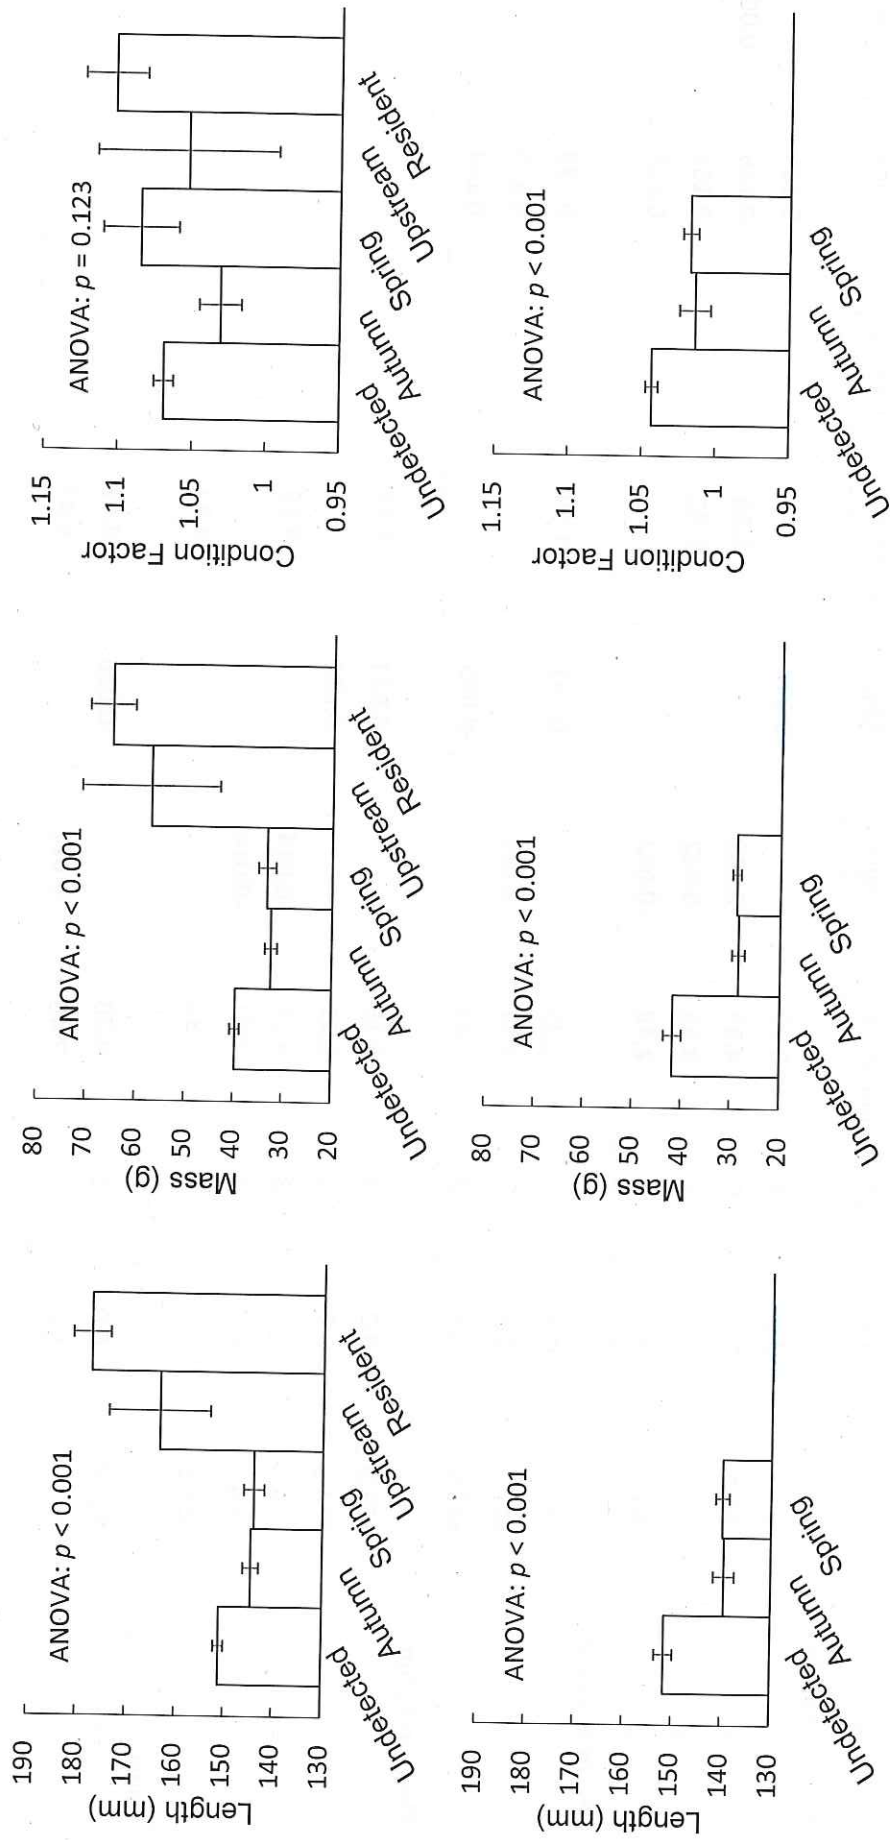 ANOVA: p < 0.001
190
180
170
160
150
140
130
Length (mm)
Undetected
Autumn
Spring
Upstream
Resident
ANOVA: p < 0.001
80
70
60
50
40
30
20
Mass (g)
Undetected
Autumn
Spring
Upstream
Resident
ANOVA: p = 0.123
1.15
1.1
1.05
1
0.95
Condition Factor
Undetected
Autumn
Spring
Upstream
Resident
ANOVA: p < 0.001
190
180
170
160
150
140
130
Length (mm)
Undetected
Autumn
Spring
ANOVA: p < 0.001
80
70
60
50
40
30
20
Mass (g)
Undetected
Autumn
Spring
ANOVA: p < 0.001
1.15
1.1
1.05
1
0.95
Condition Factor
Undetected
Autumn
Spring